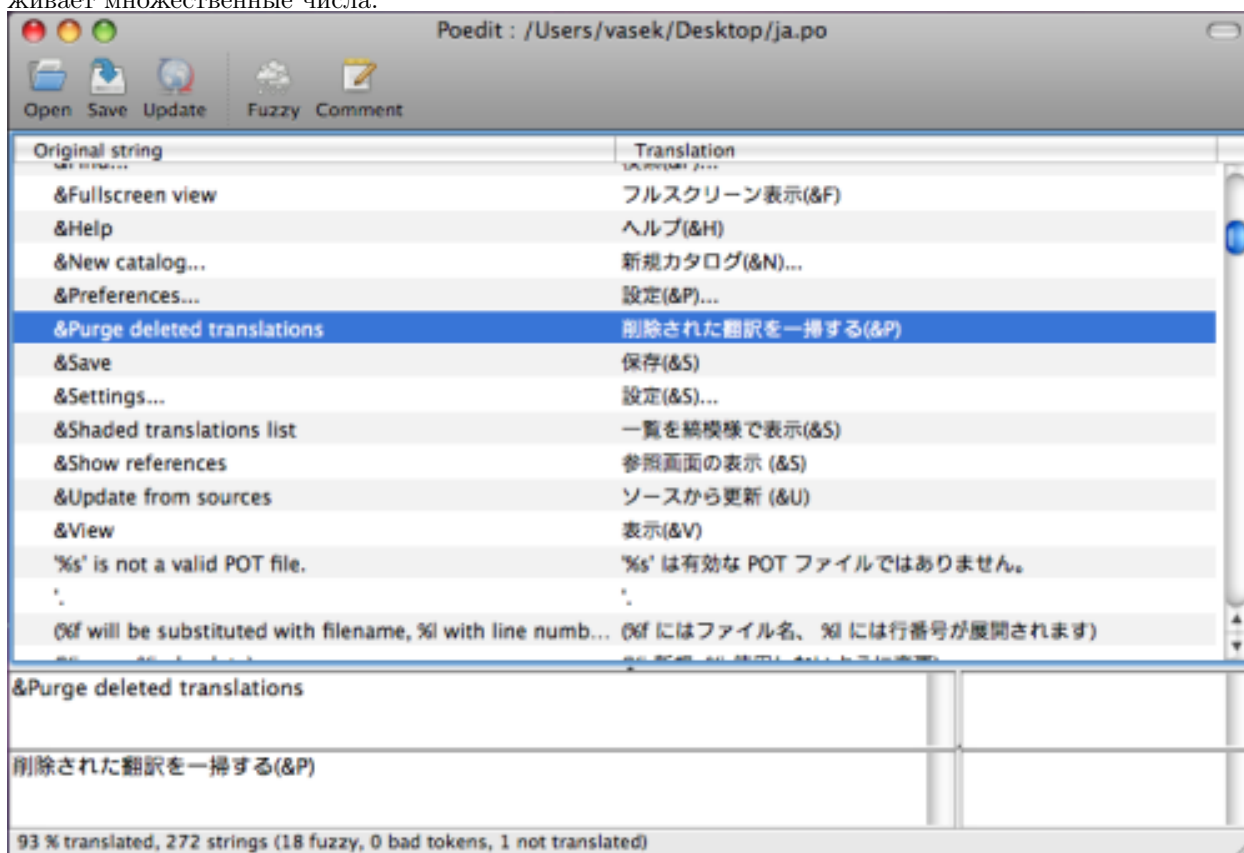 живает множественные числа.
Poedit : /Users/vasek/Desktop/ja.po
Open Save Update Fuzzy Comment
Original string Translation
&Fullscreen view フルスクリーン表示(&F)
&Help ヘルプ(&H)
&New catalog... 新規カタログ(&N)...
&Preferences... 設定(&P)...
&Purge deleted translations 削除された翻訳を一掃する(&P)
&Save 保存(&S)
&Settings... 設定(&S)...
&Shaded translations list 一覧を縞模様で表示(&S)
&Show references 参照画面の表示 (&S)
&Update from sources ソースから更新 (&U)
&View 表示(&V)
'%s' is not a valid POT file. '%s' は有効な POT ファイルではありません。
'. '.
(%f will be substituted with filename, %l with line numb... (%f にはファイル名、 %l には行番号が展開されます)
&Purge deleted translations
削除された翻訳を一掃する(&P)
93 % translated, 272 strings (18 fuzzy, 0 bad tokens, 1 not translated)